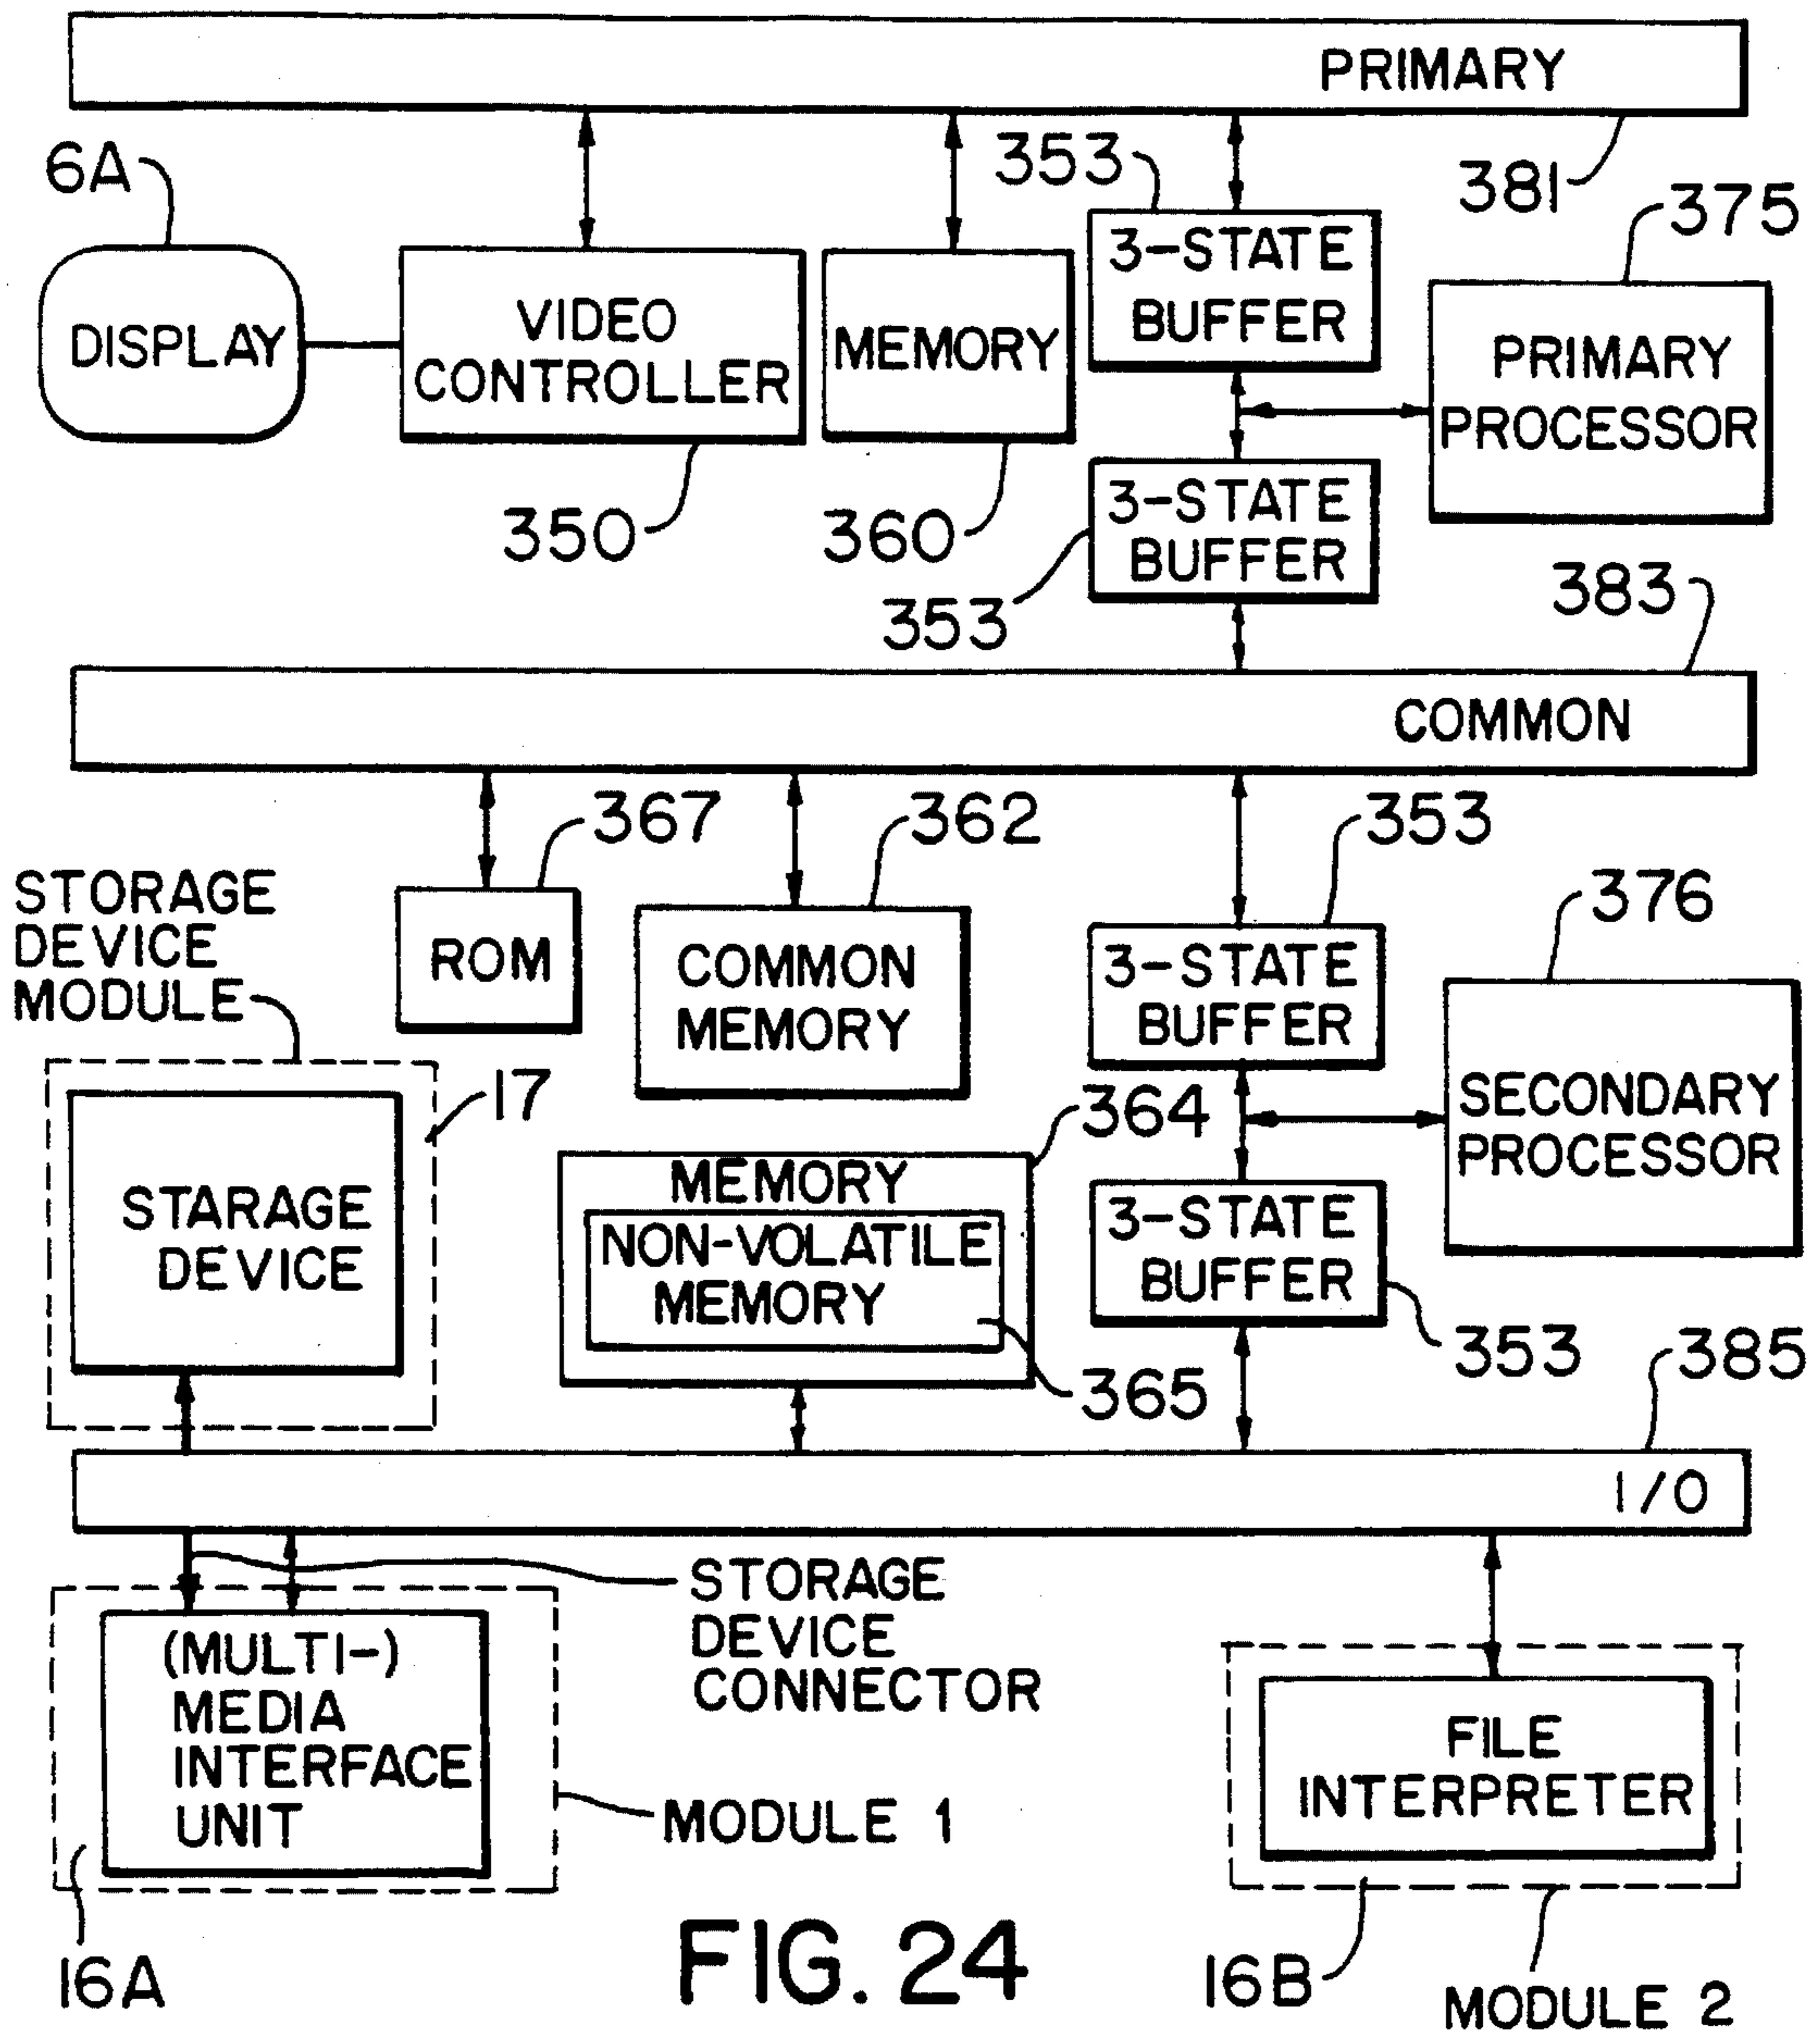 PRIMARY
381
6A
353
375
DISPLAY
VIDEO
CONTROLLER
MEMORY
3-STATE
BUFFER
PRIMARY
PROCESSOR
350
360
3-STATE
BUFFER
353
383
COMMON
367
362
353
376
STORAGE
DEVICE
MODULE
ROM
COMMON
MEMORY
3-STATE
BUFFER
17
364
SECONDARY
PROCESSOR
STARAGE
DEVICE
MEMORY
NON-VOLATILE
MEMORY
3-STATE
BUFFER
353
365
385
I/O
STORAGE
DEVICE
CONNECTOR
(MULTI-)
MEDIA
INTERFACE
UNIT
MODULE 1
FILE
INTERPRETER
16A
16B
MODULE 2
FIG. 24